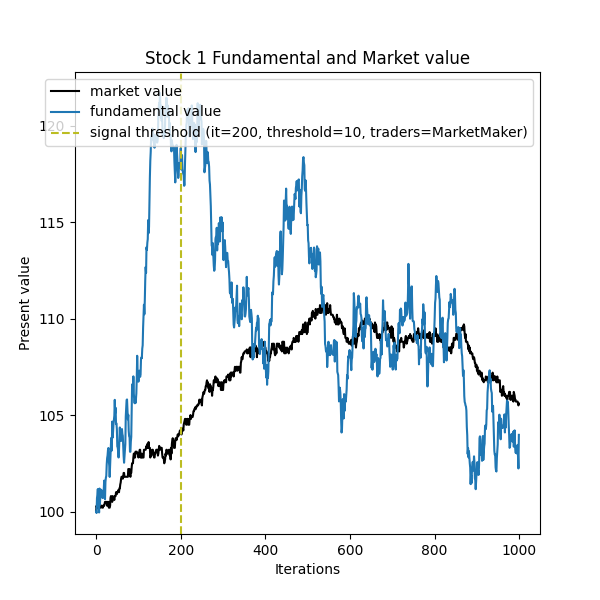 Stock 1 Fundamental and Market value
market value
fundamental value
signal threshold (it=200, threshold=10, traders=MarketMaker)
120
115
110
105
100
Present value
0 200 400 600 800 1000
Iterations